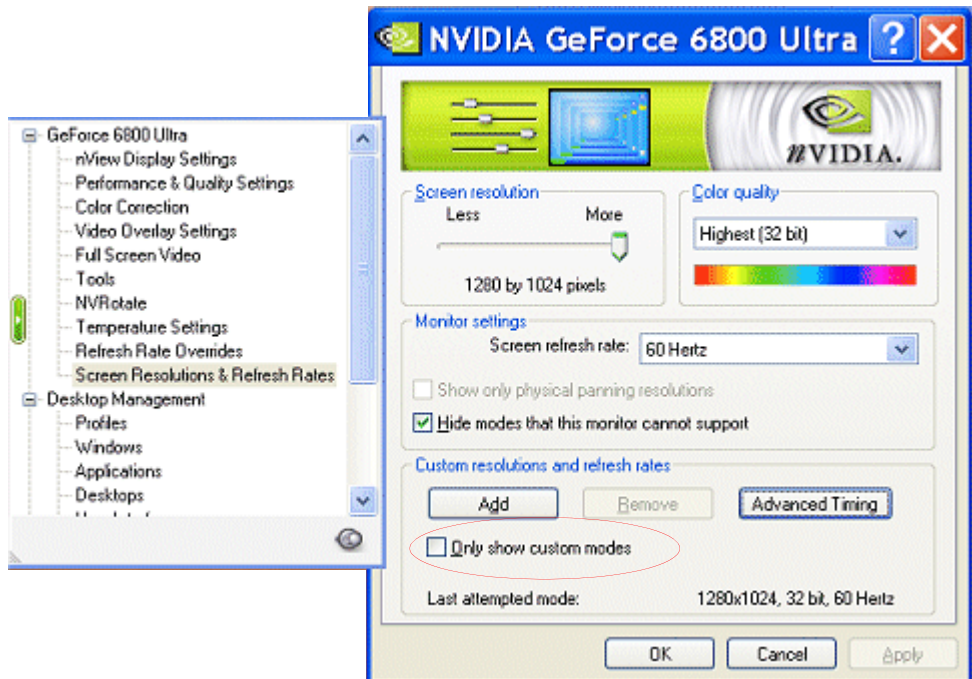 NVIDIA GeForce 6800 Ultra
nVIDIA.
GeForce 6800 Ultra
nView Display Settings
Performance & Quality Settings
Color Correction
Video Overlay Settings
Full Screen Video
Tools
NVRotate
Temperature Settings
Refresh Rate Overrides
Screen Resolutions & Refresh Rates
Desktop Management
Profiles
Windows
Applications
Desktops
Screen resolution
Less More
1280 by 1024 pixels
Color quality
Highest (32 bit)
Monitor settings
Screen refresh rate: 60 Hertz
Show only physical panning resolutions
Hide modes that this monitor cannot support
Custom resolutions and refresh rates
Add Remove Advanced Timing
Only show custom modes
Last attempted mode: 1280x1024, 32 bit, 60 Hertz
OK Cancel Apply